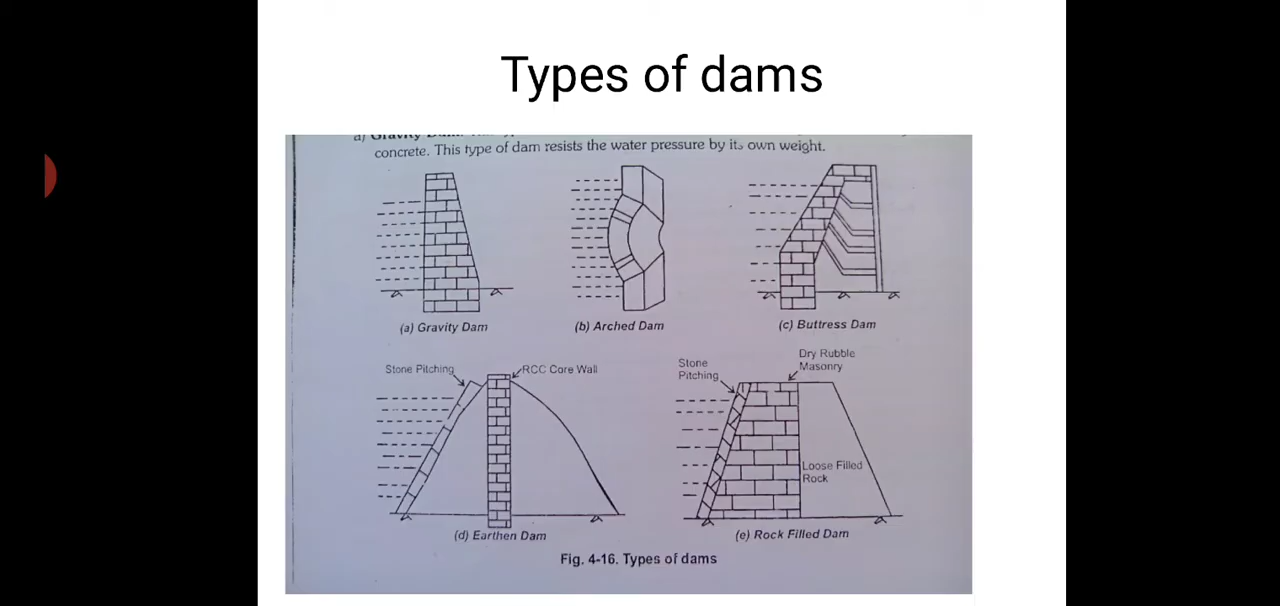 Types of dams
concrete. This type of dam resists the water pressure by its own weight.
(a) Gravity Dam
(b) Arched Dam
(c) Buttress Dam
Stone Pitching
RCC Core Wall
Stone
Pitching
Dry Rubble
Masonry
Loose Filled
Rock
(d) Earthen Dam
(e) Rock Filled Dam
Fig. 4-16. Types of dams